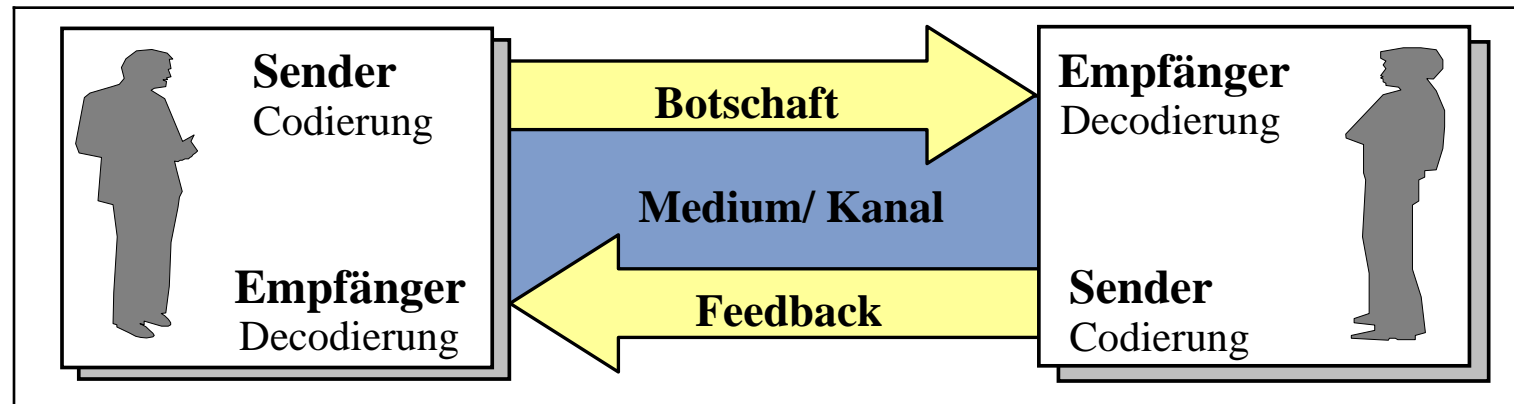 Sender
Codierung
Botschaft
Empfänger
Decodierung
Medium/ Kanal
Empfänger
Decodierung
Feedback
Sender
Codierung